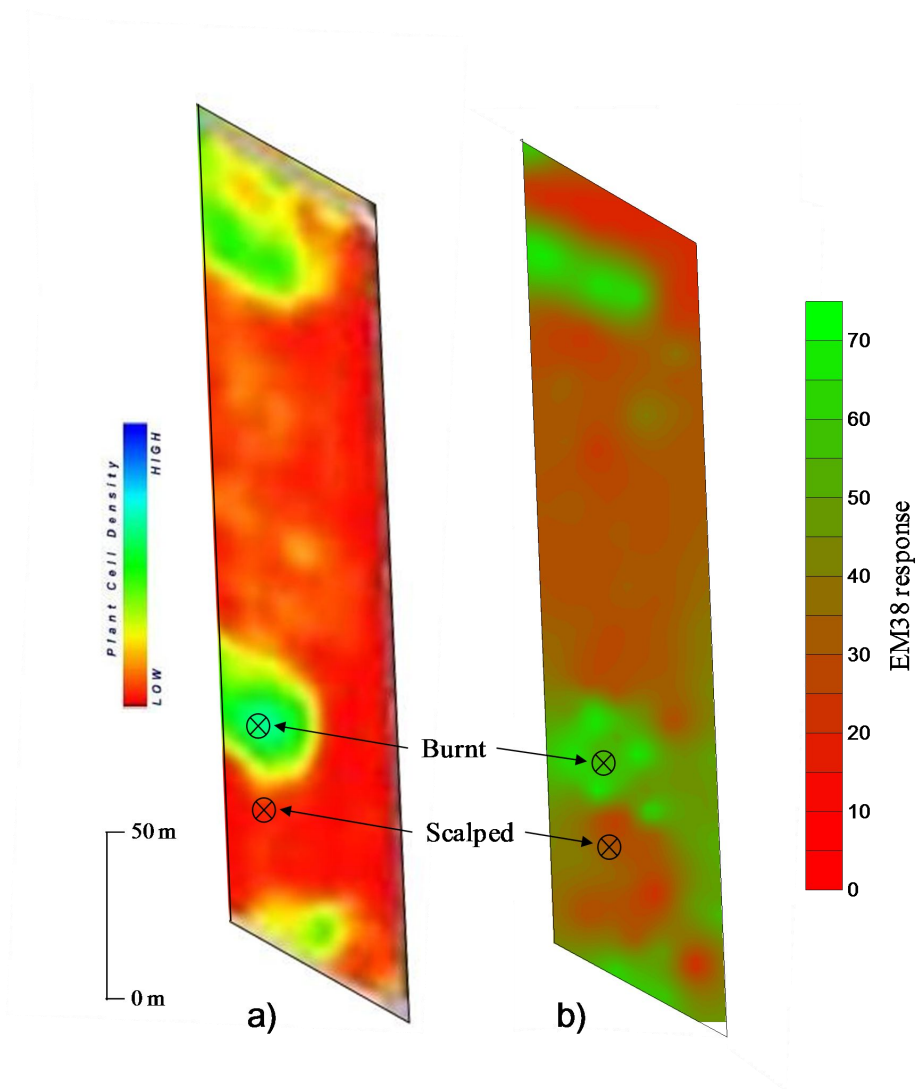 Plant Cell Density
HIGH
LOW
Burnt
Scalped
50 m
0 m
a)
b)
70
60
50
40
30
20
10
0
EM38 response